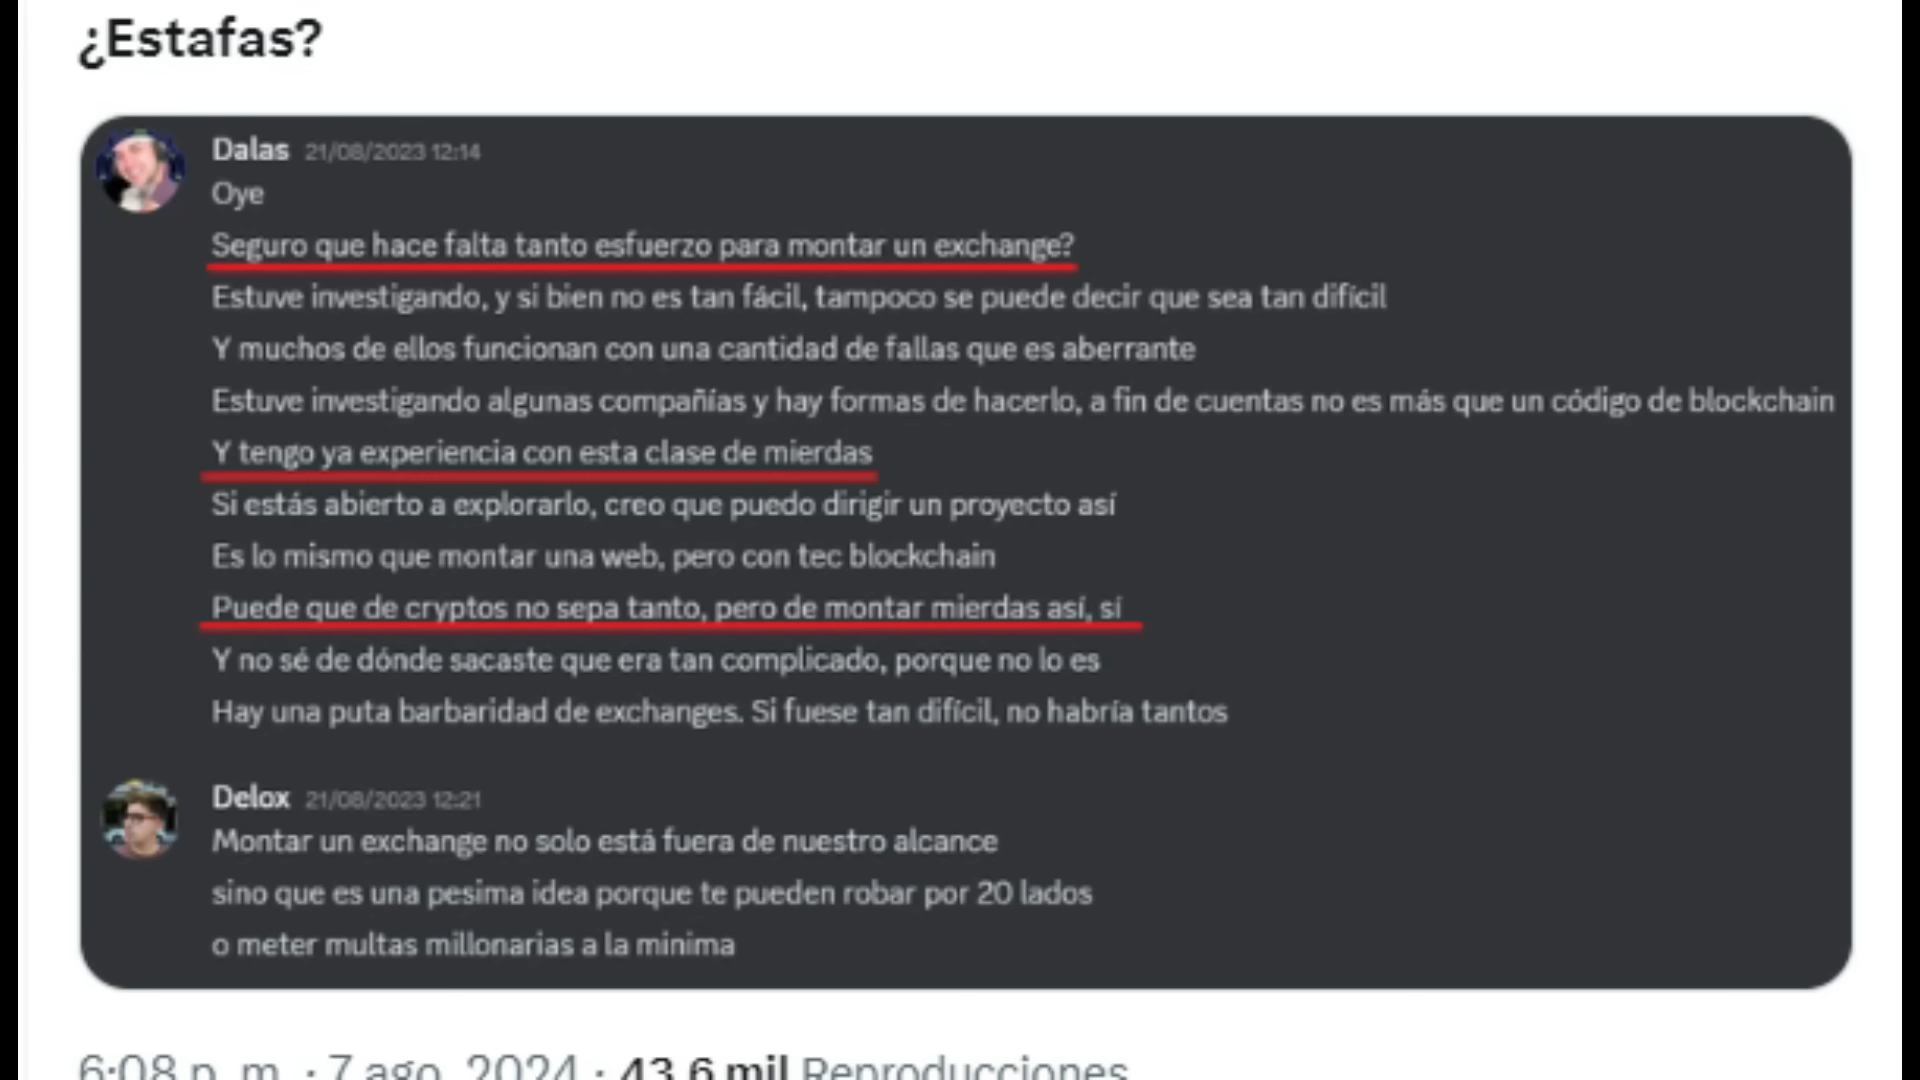 ¿Estafas?
Dalas 21/08/2023 12:14
Oye
Seguro que hace falta tanto esfuerzo para montar un exchange?
Estuve investigando, y si bien no es tan fácil, tampoco se puede decir que sea tan difícil
Y muchos de ellos funcionan con una cantidad de fallas que es aberrante
Estuve investigando algunas compañías y hay formas de hacerlo, a fin de cuentas no es más que un código de blockchain
Y tengo ya experiencia con esta clase de mierdas
Si estás abierto a explorarlo, creo que puedo dirigir un proyecto así
Es lo mismo que montar una web, pero con tec blockchain
Puede que de cryptos no sepa tanto, pero de montar mierdas así, sí
Y no sé de dónde sacaste que era tan complicado, porque no lo es
Hay una puta barbaridad de exchanges. Si fuese tan difícil, no habría tantos
Delox 21/08/2023 12:21
Montar un exchange no solo está fuera de nuestro alcance
sino que es una pesima idea porque te pueden robar por 20 lados
o meter multas millonarias a la minima
6:08 p. m. · 7 ago. 2024 · 43,6 mil Reproducciones